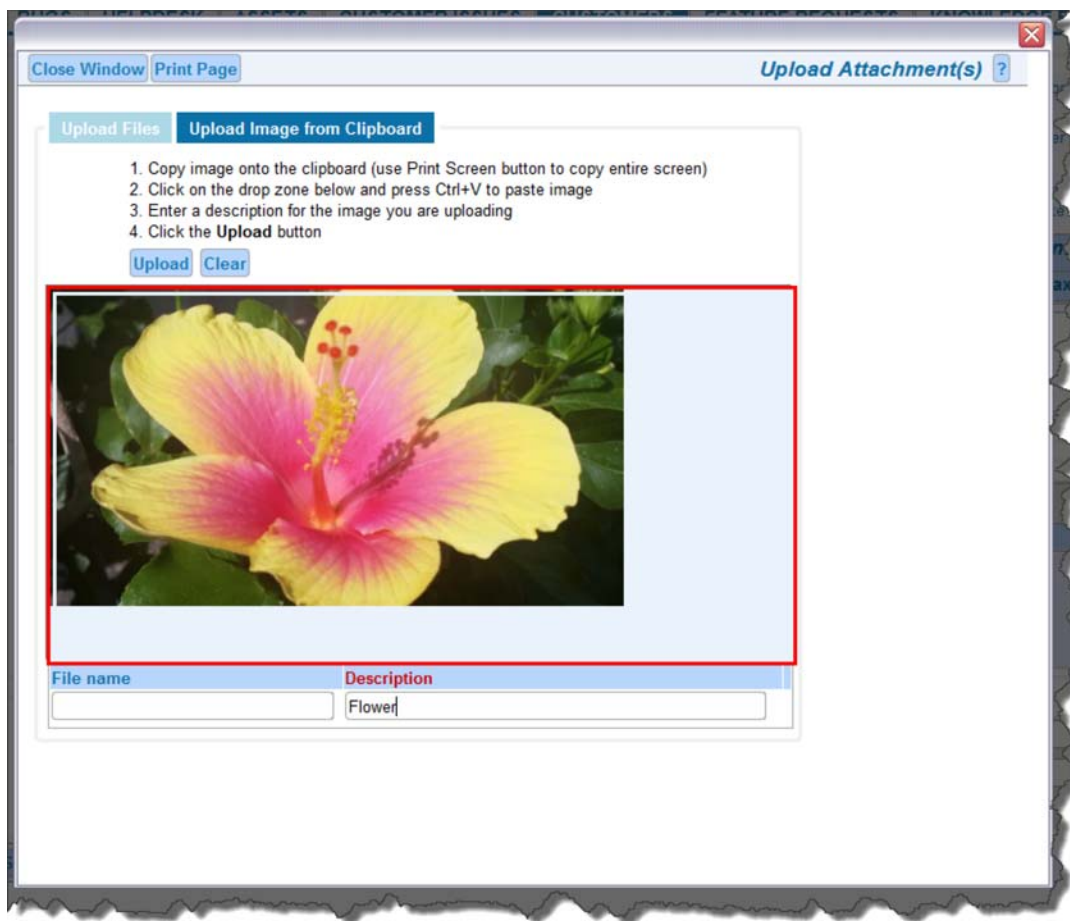 Close Window Print Page Upload Attachment(s) ?
Upload Files Upload Image from Clipboard
1. Copy image onto the clipboard (use Print Screen button to copy entire screen)
2. Click on the drop zone below and press Ctrl+V to paste image
3. Enter a description for the image you are uploading
4. Click the Upload button
Upload Clear
File name Description
Flower